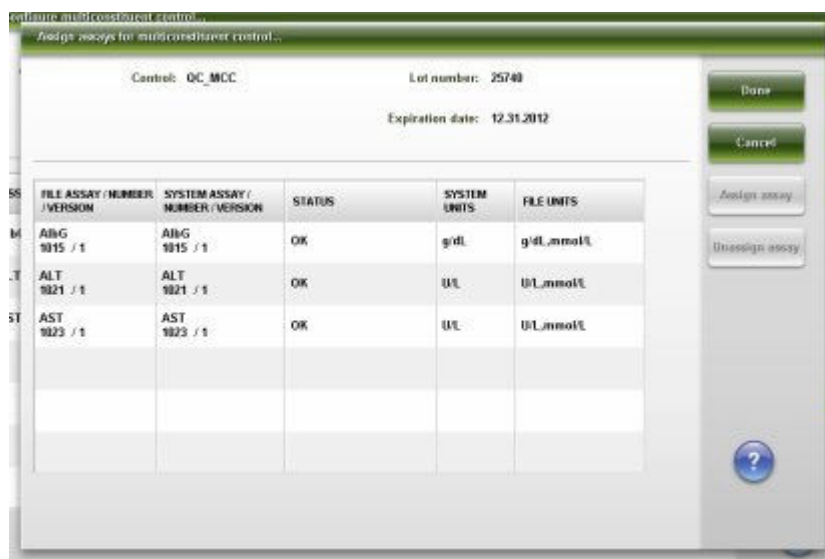 Configure multiconstituent control...
Assign assays for multiconstituent control...
Control: QC_MCC
Lot number: 25740
Expiration date: 12.31.2012
Done
Cancel
Assign assay
Unassign assay
FILE ASSAY / NUMBER / VERSION
SYSTEM ASSAY / NUMBER / VERSION
STATUS
SYSTEM UNITS
FILE UNITS
AlbG
1015 / 1
AlbG
1015 / 1
OK
g/dL
g/dL,mmol/L
ALT
1021 / 1
ALT
1021 / 1
OK
U/L
U/L,mmol/L
AST
1023 / 1
AST
1023 / 1
OK
U/L
U/L,mmol/L
?